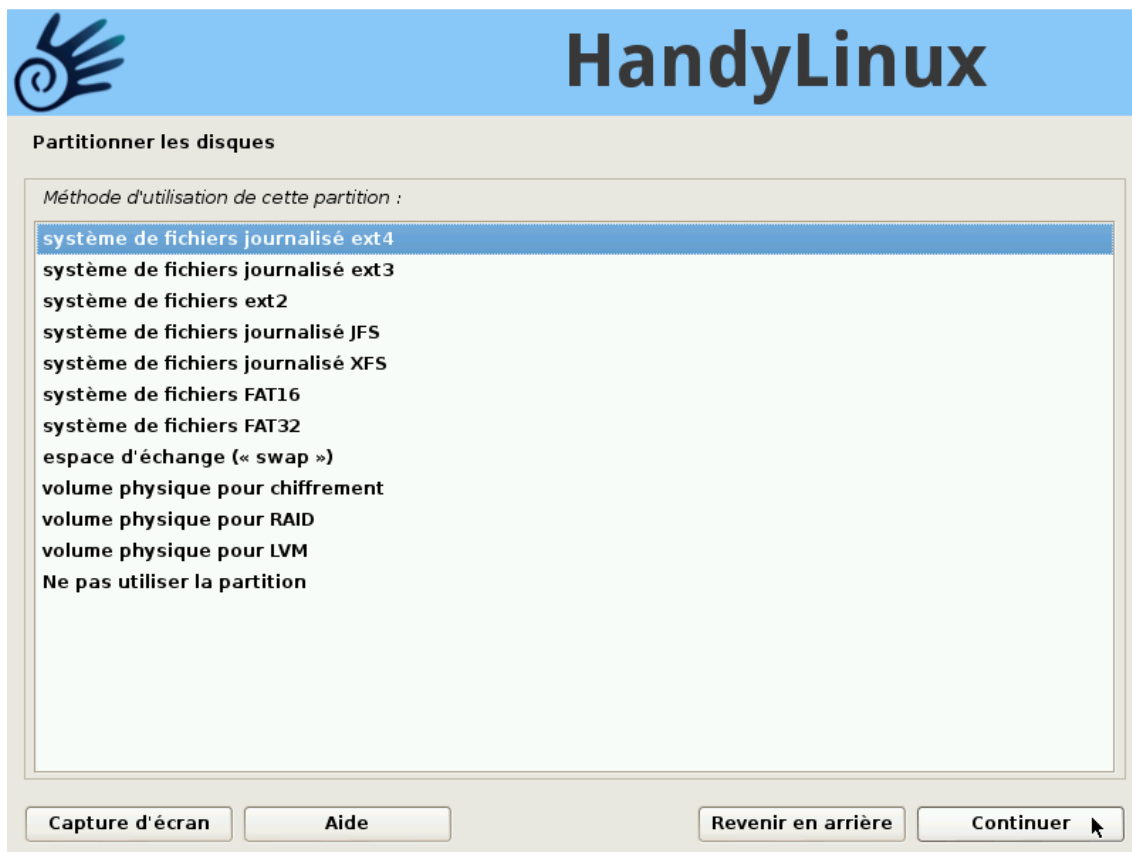 HandyLinux
Partitionner les disques
Méthode d'utilisation de cette partition :
système de fichiers journalisé ext4
système de fichiers journalisé ext3
système de fichiers ext2
système de fichiers journalisé JFS
système de fichiers journalisé XFS
système de fichiers FAT16
système de fichiers FAT32
espace d'échange (« swap »)
volume physique pour chiffrement
volume physique pour RAID
volume physique pour LVM
Ne pas utiliser la partition
Capture d'écran Aide Revenir en arrière Continuer